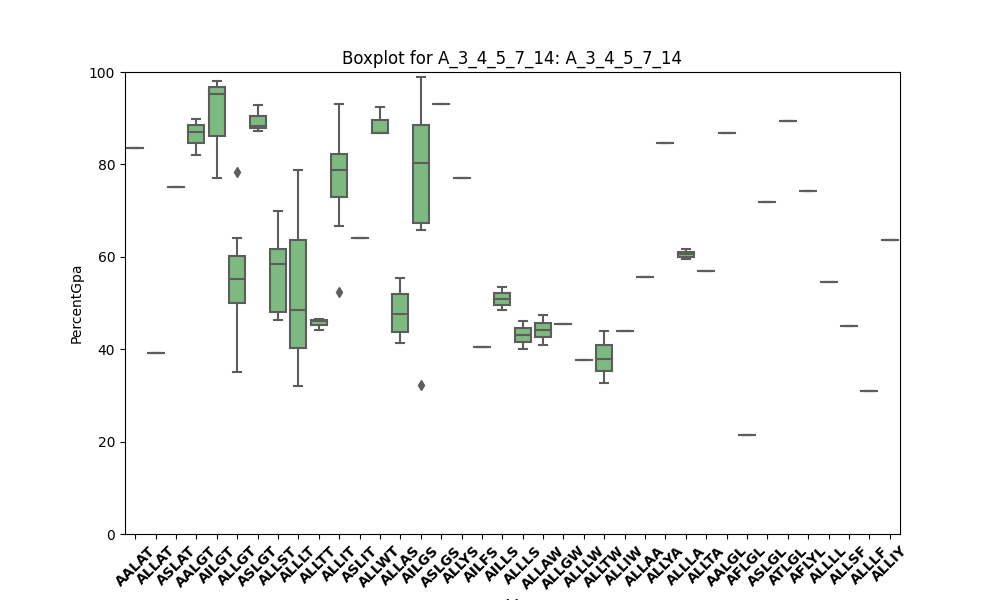 Boxplot for A_3_4_5_7_14: A_3_4_5_7_14
PercentGpa
100
80
60
40
20
0
AALAT ALLAT ASLAT AALGT AILGT ALLGT ASLGT ALLST ALLLT ALLTT ALLIT ASLIT ALLWT ALLAS AILGS ASLGS ALLYS AILFS AILLS ALLLS ALLAW ALLGW ALLLW ALLTW ALLIW ALLAA ALLYA ALLLA ALLTA AALGL AFLGL ASLGL ATLGL AFLYL ALLLL ALLSF ALLLF ALLIY